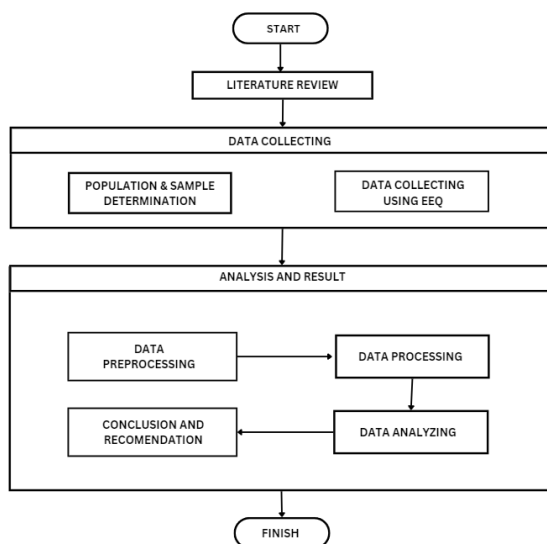 START
LITERATURE REVIEW
DATA COLLECTING
POPULATION & SAMPLE
DETERMINATION
DATA COLLECTING
USING EEQ
ANALYSIS AND RESULT
DATA
PREPROCESSING
DATA PROCESSING
DATA ANALYZING
CONCLUSION AND
RECOMENDATION
FINISH